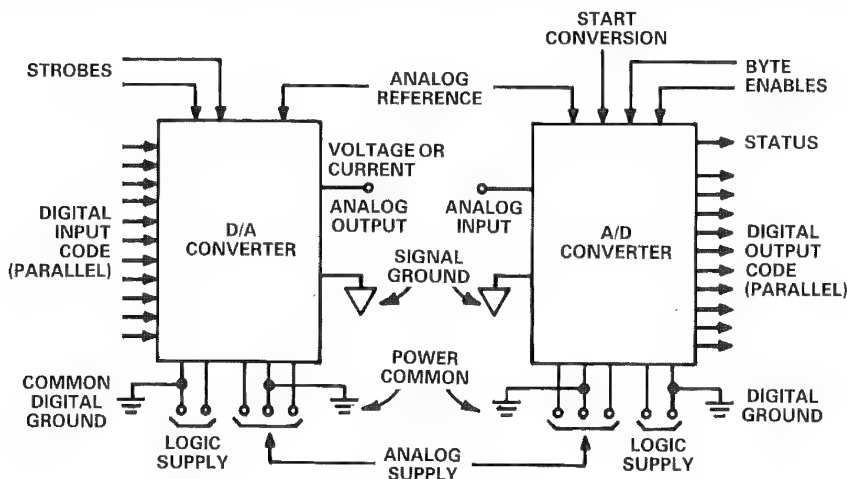 START
CONVERSION
STROBES
ANALOG
REFERENCE
BYTE
ENABLES
VOLTAGE OR
CURRENT
ANALOG
OUTPUT
ANALOG
INPUT
STATUS
DIGITAL
INPUT
CODE
(PARALLEL)
D/A
CONVERTER
SIGNAL
GROUND
A/D
CONVERTER
DIGITAL
OUTPUT
CODE
(PARALLEL)
COMMON
DIGITAL
GROUND
LOGIC
SUPPLY
POWER
COMMON
ANALOG
SUPPLY
LOGIC
SUPPLY
DIGITAL
GROUND